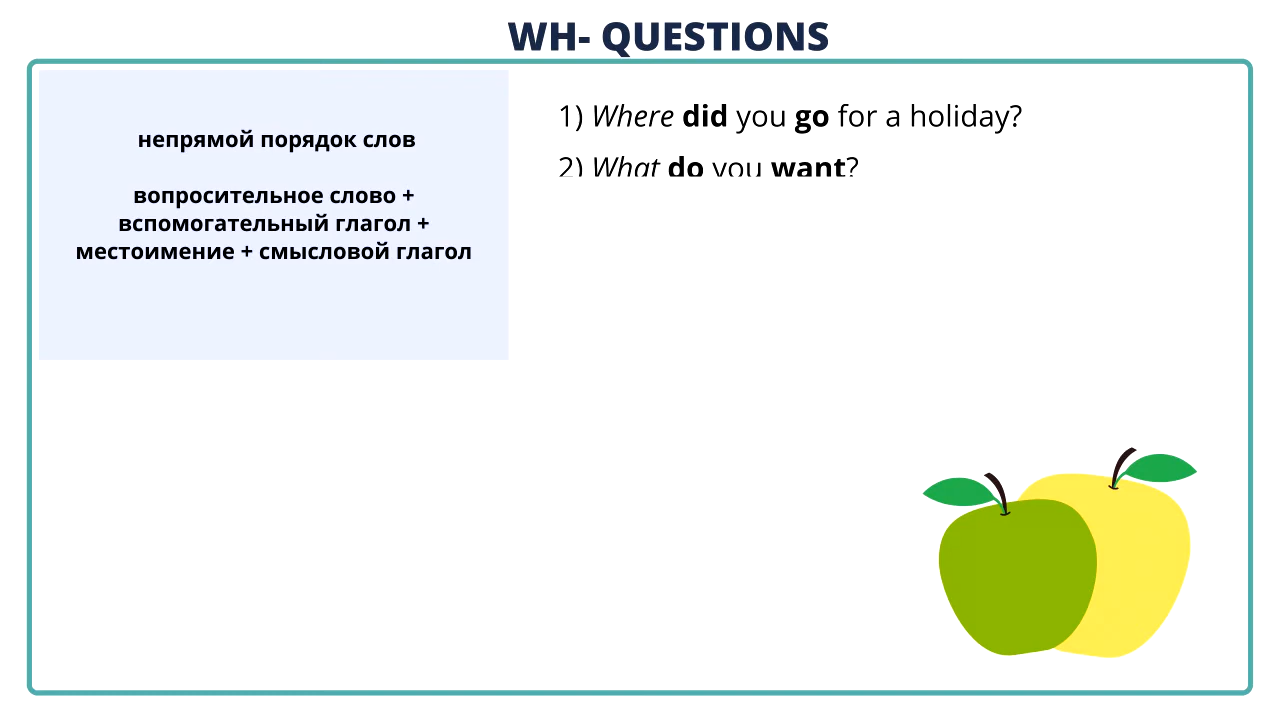 WH- QUESTIONS
непрямой порядок слов
вопросительное слово +
вспомогательный глагол +
местоимение + смысловой глагол
1) Where did you go for a holiday?
2) What do you want?